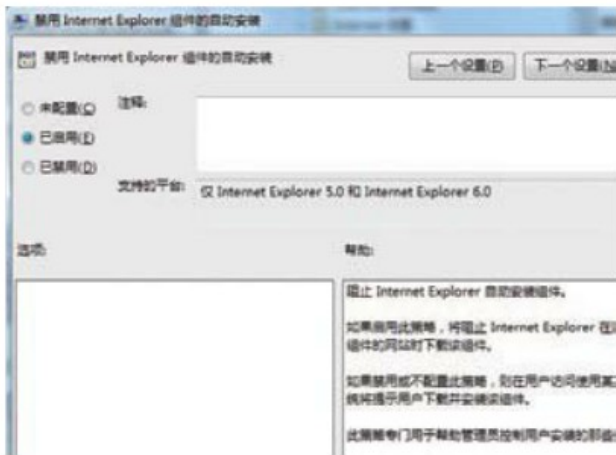 禁用 Internet Explorer 组件的自动安装
禁用 Internet Explorer 组件的自动安装
上一个设置(P)
下一个设置(N
未配置(C)
注释:
已启用(E)
已禁用(D)
支持的平台:
仅 Internet Explorer 5.0 和 Internet Explorer 6.0
选项:
帮助:
阻止 Internet Explorer 自动安装组件。
如果启用此策略，将阻止 Internet Explorer 在
组件的网站时下载该组件。
如果禁用或不配置此策略，则在用户访问使用某
统将提示用户下载并安装该组件。
此策略专门用于帮助管理员控制用户安装的那些